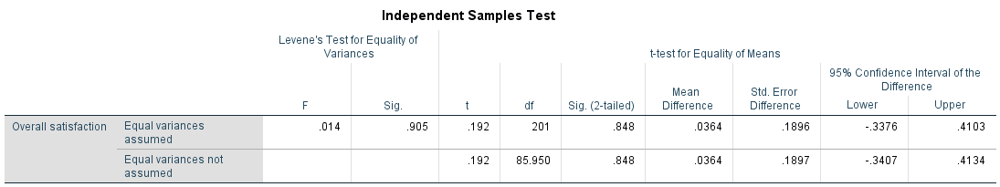 Independent Samples Test
Levene's Test for Equality of
Variances
t-test for Equality of Means
95% Confidence Interval of the
Difference
F Sig. t df Sig. (2-tailed) Mean Difference Std. Error Difference Lower Upper
Overall satisfaction Equal variances assumed .014 .905 .192 201 .848 .0364 .1896 -.3376 .4103
Equal variances not assumed .192 85.950 .848 .0364 .1897 -.3407 .4134